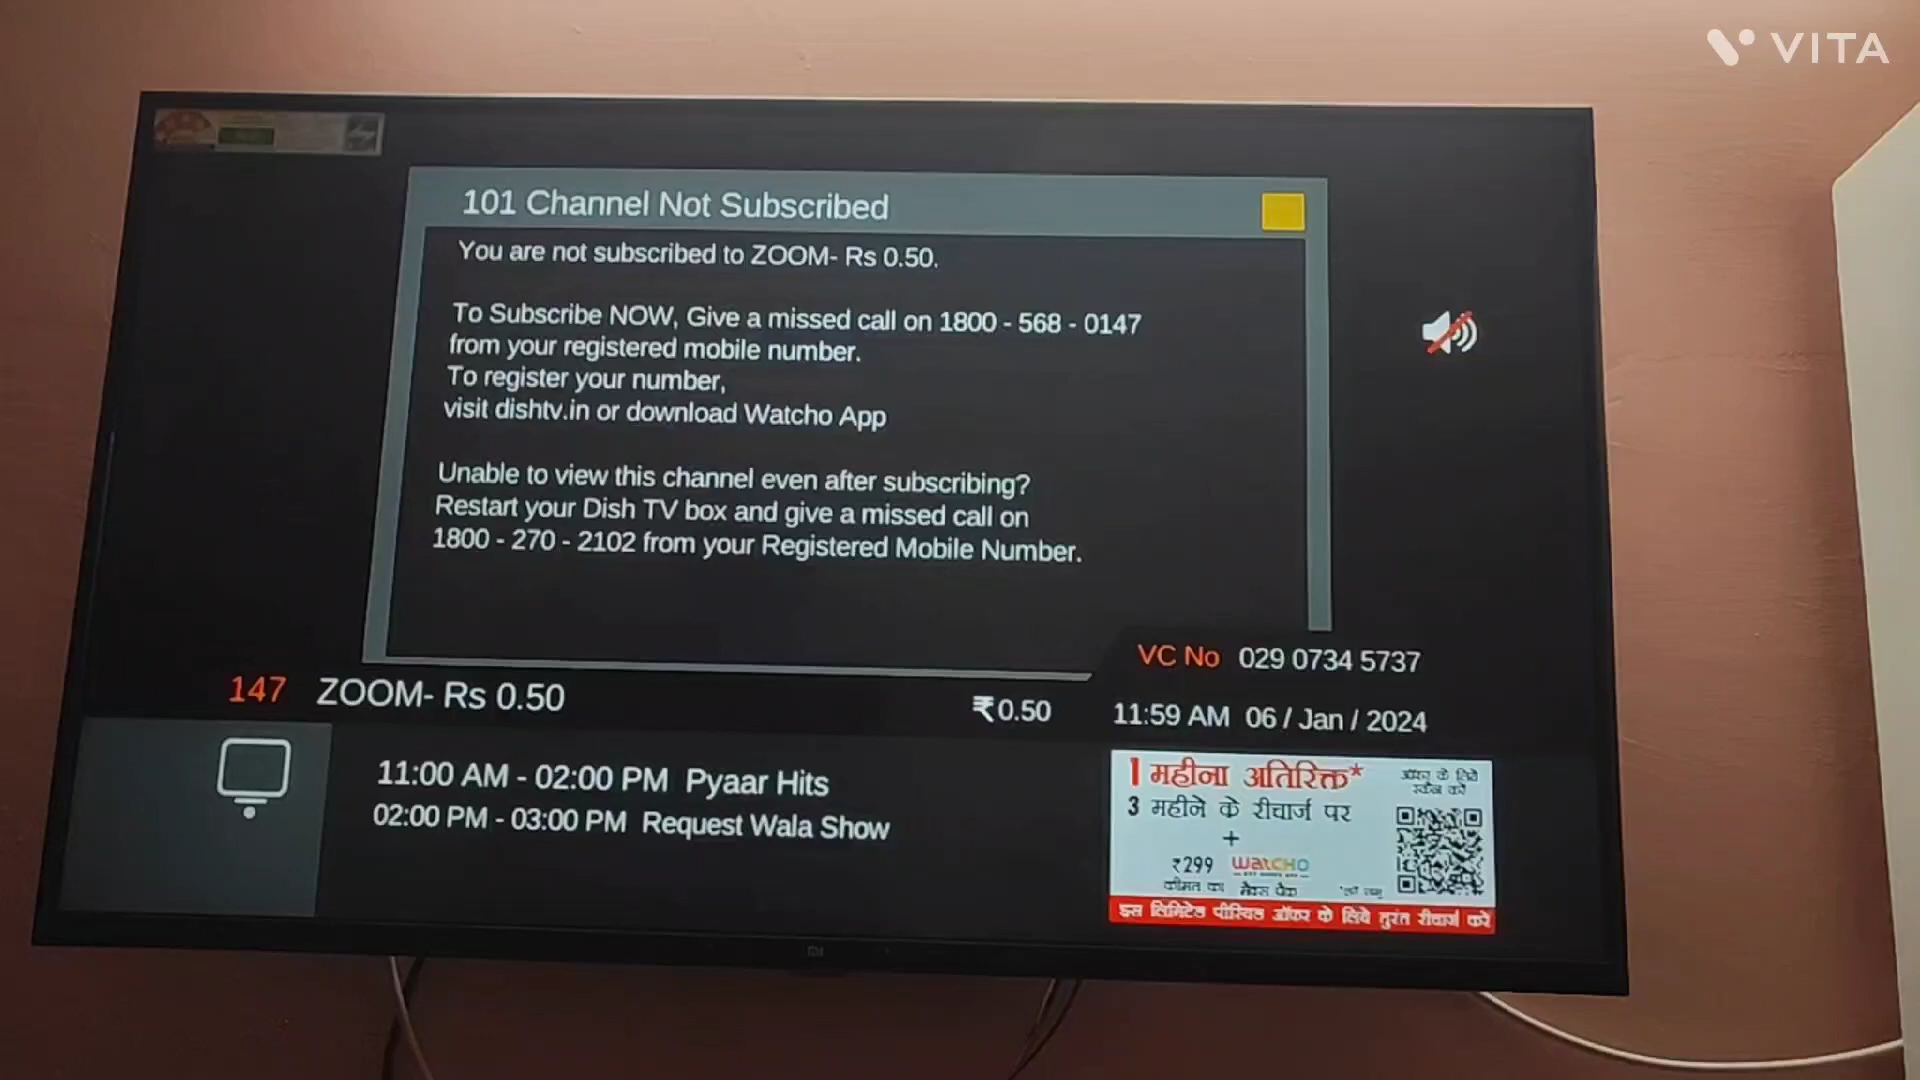 VITA
101 Channel Not Subscribed
You are not subscribed to ZOOM- Rs 0.50.
To Subscribe NOW, Give a missed call on 1800 - 568 - 0147
from your registered mobile number.
To register your number,
visit dishtv.in or download Watcho App
Unable to view this channel even after subscribing?
Restart your Dish TV box and give a missed call on
1800 - 270 - 2102 from your Registered Mobile Number.
VC No 029 0734 5737
147 ZOOM- Rs 0.50
₹0.50
11:59 AM 06 / Jan / 2024
11:00 AM - 02:00 PM Pyaar Hits
02:00 PM - 03:00 PM Request Wala Show
1 महीना अतिरिक्त*
3 महीने के रीचार्ज पर
+
ऑफर के लिये
स्कैन करें
₹299 WATCHO
कीमत का मैक्स पैक
इस लिमिटेड पीरियड ऑफर के लिये तुरंत रीचार्ज करें
mi